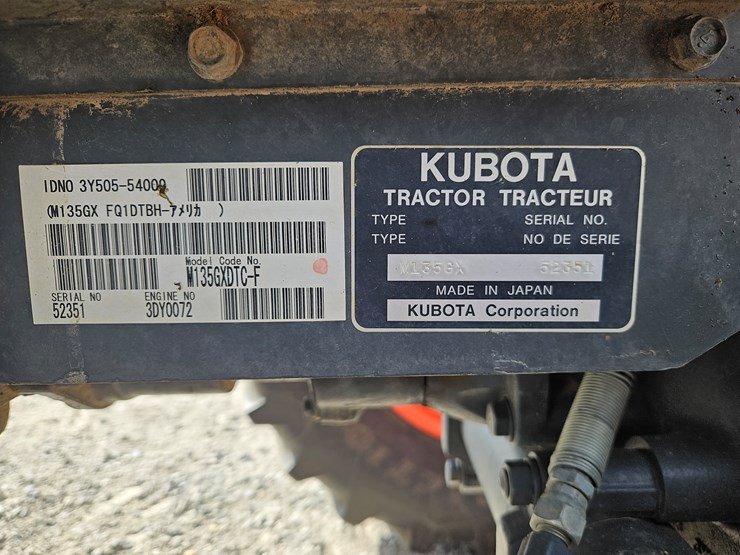 IDNO 3Y505-54000
(M135GX FQ1DTBH-アメリカ )
Model Code No.
M135GXDTC-F
SERIAL NO
ENGINE NO
52351
3DY0072
KUBOTA
TRACTOR TRACTEUR
TYPE SERIAL NO.
TYPE NO DE SERIE
M135GX 52351
MADE IN JAPAN
KUBOTA Corporation